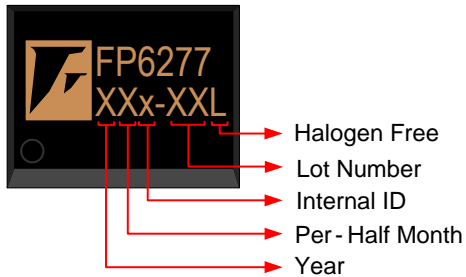 FP6277
XXx-XXL
Halogen Free
Lot Number
Internal ID
Per-Half Month
Year